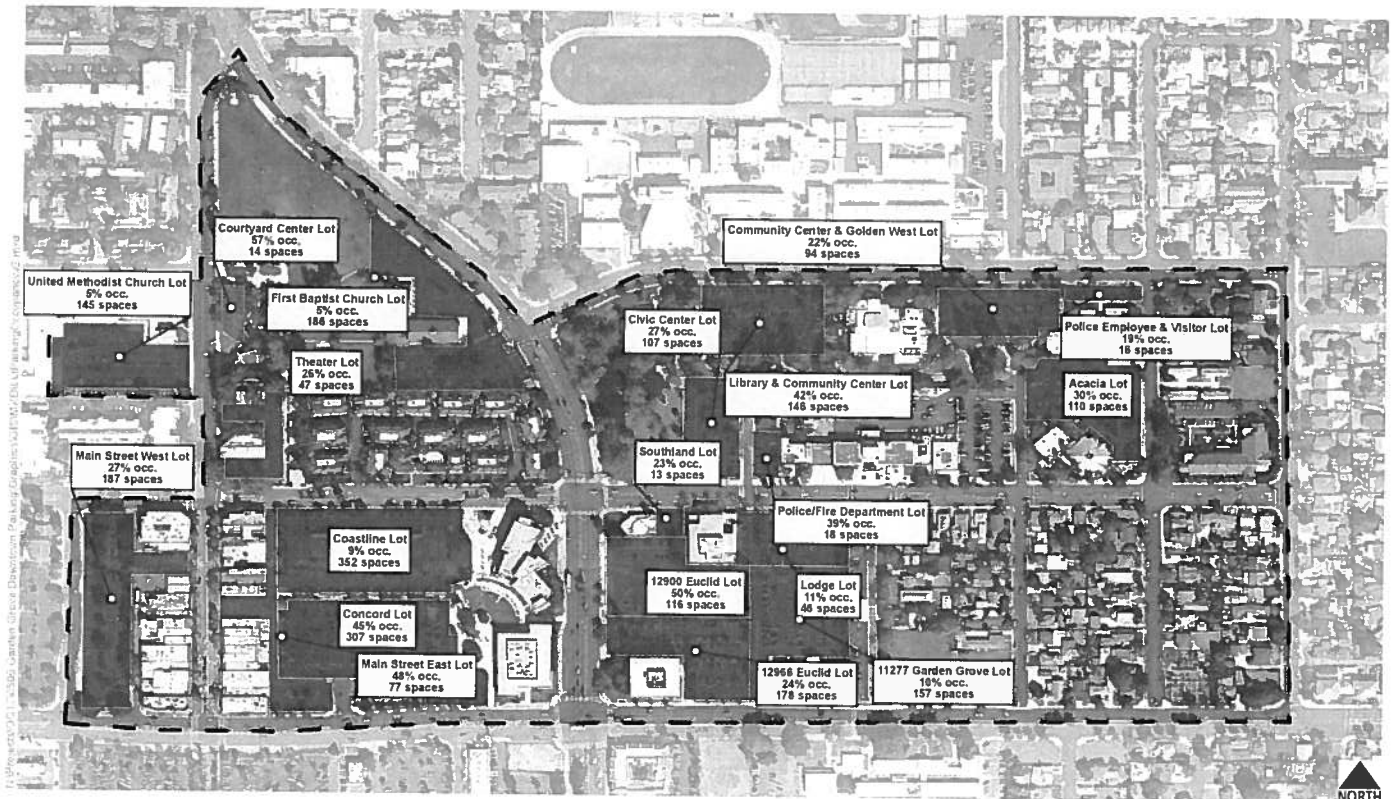 Courtyard Center Lot
57% occ.
14 spaces
Community Center & Golden West Lot
22% occ.
94 spaces
United Methodist Church Lot
5% occ.
145 spaces
First Baptist Church Lot
5% occ.
186 spaces
Civic Center Lot
27% occ.
107 spaces
Police Employee & Visitor Lot
19% occ.
16 spaces
Theater Lot
26% occ.
47 spaces
Library & Community Center Lot
42% occ.
146 spaces
Acacia Lot
30% occ.
110 spaces
Main Street West Lot
27% occ.
187 spaces
Southland Lot
23% occ.
13 spaces
Police/Fire Department Lot
39% occ.
18 spaces
Coastline Lot
9% occ.
352 spaces
12900 Euclid Lot
50% occ.
116 spaces
Lodge Lot
11% occ.
46 spaces
Concord Lot
45% occ.
307 spaces
Main Street East Lot
48% occ.
77 spaces
12966 Euclid Lot
24% occ.
178 spaces
11277 Garden Grove Lot
10% occ.
157 spaces
NORTH